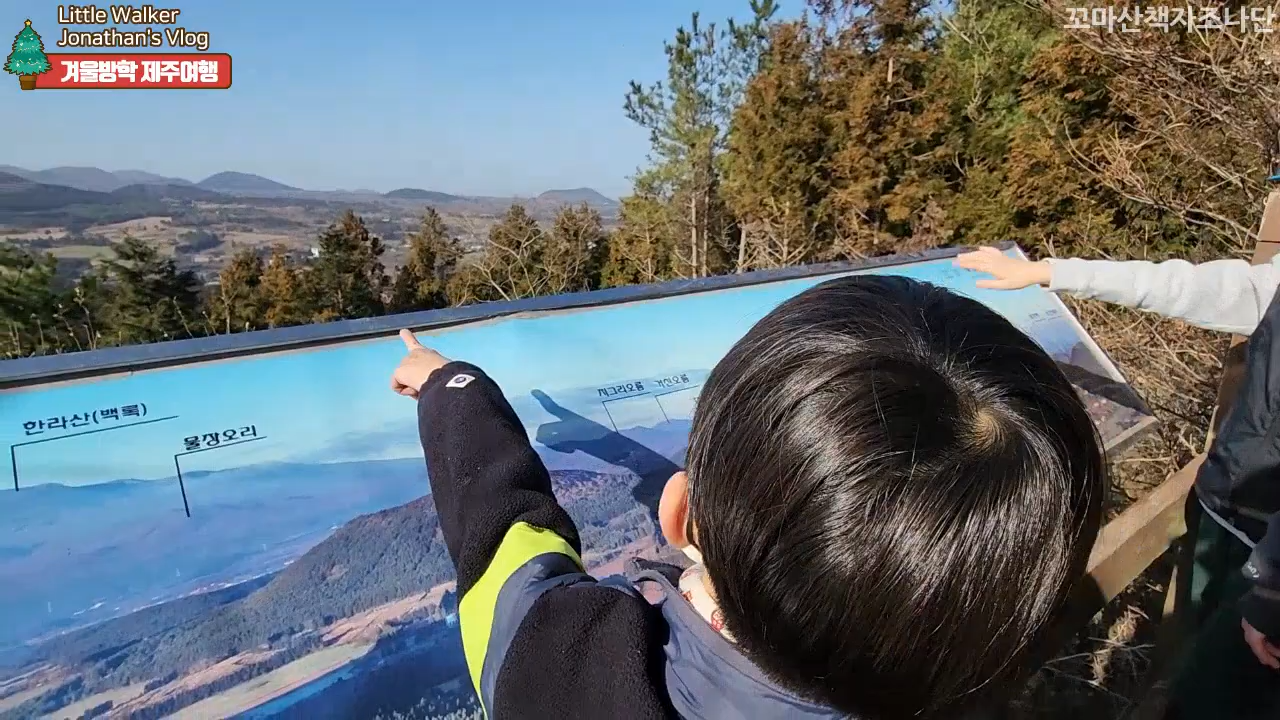 Little Walker
Jonathan's Vlog
겨울방학 제주여행
꼬마산책자조나단
한라산(백록)
물장오리
지그리오름
거친오름